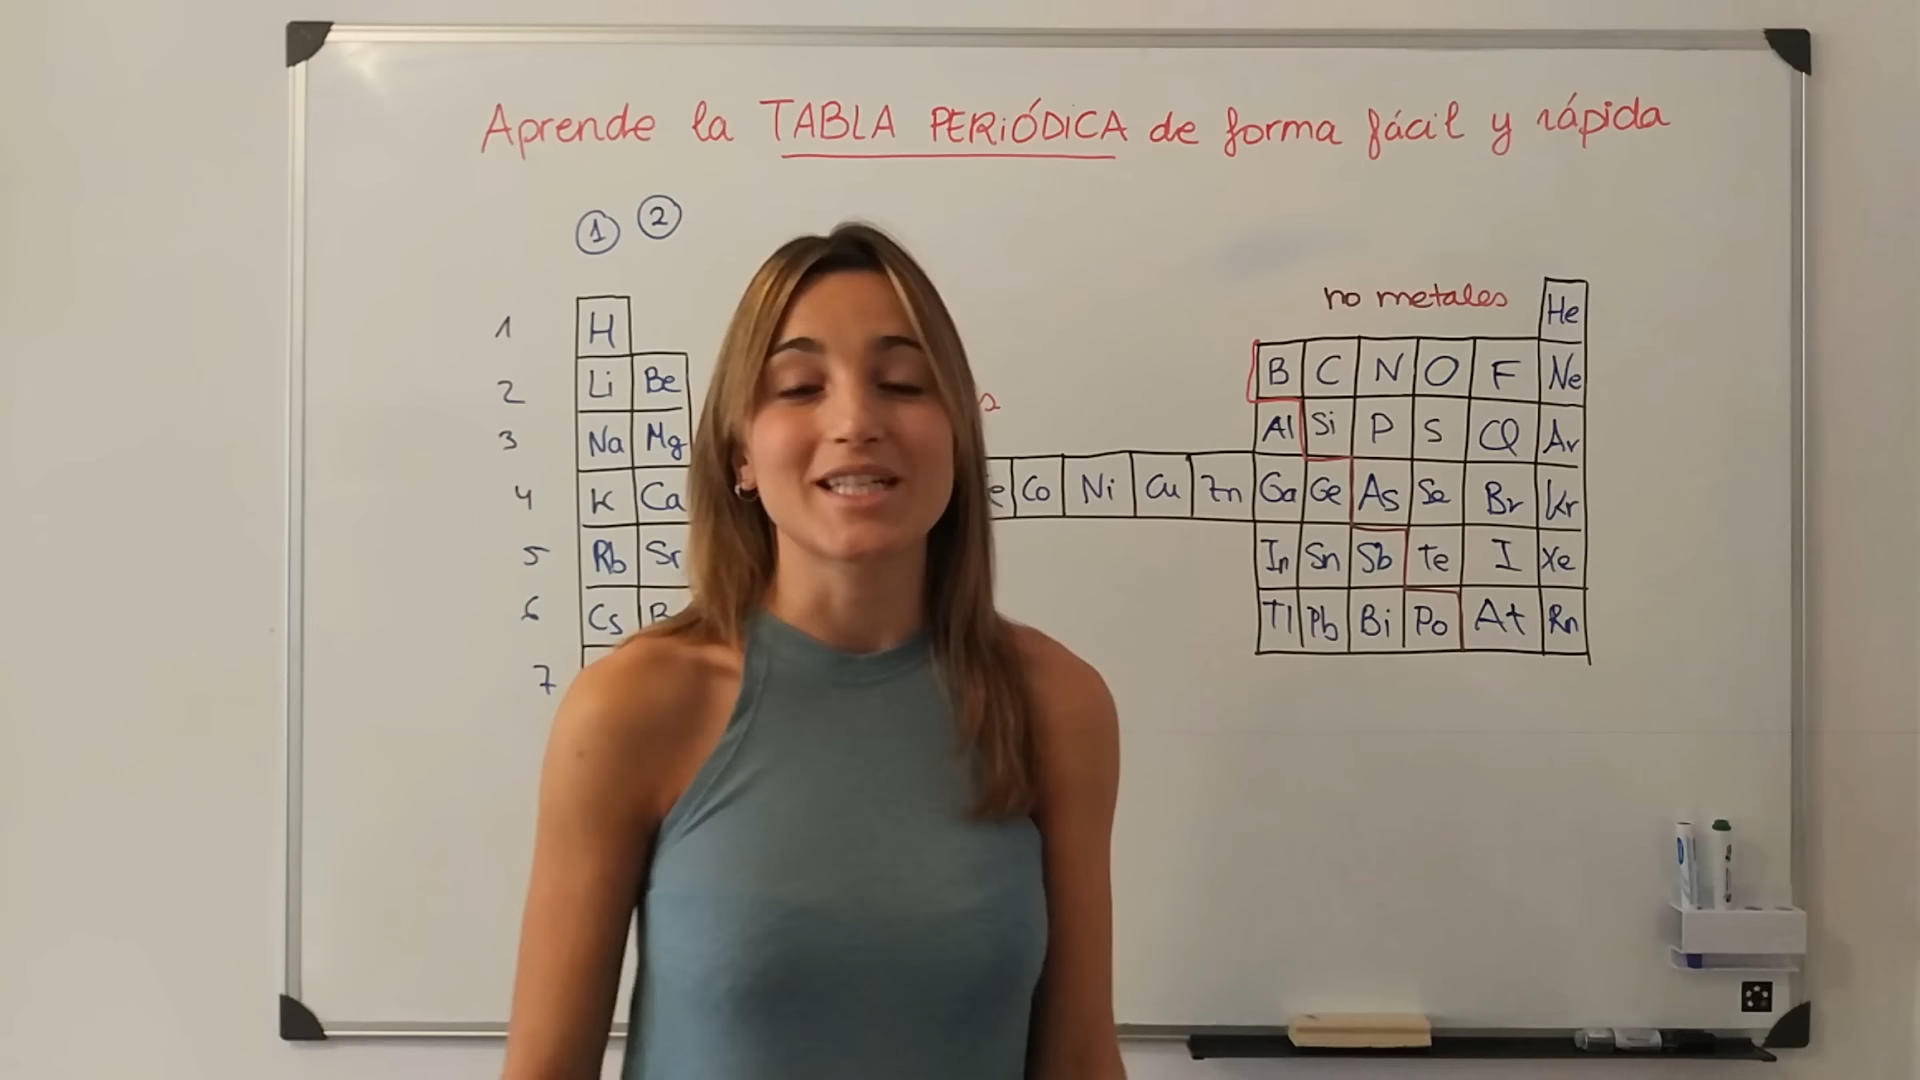 Aprende la TABLA PERIÓDICA de forma fácil y rápida
1 2
no metales
1 H He
2 Li Be B C N O F Ne
3 Na Mg Al Si P S Cl Ar
4 K Ca Co Ni Cu Zn Ga Ge As Se Br Kr
5 Rb Sr In Sn Sb Te I Xe
6 Cs Tl Pb Bi Po At Rn
7